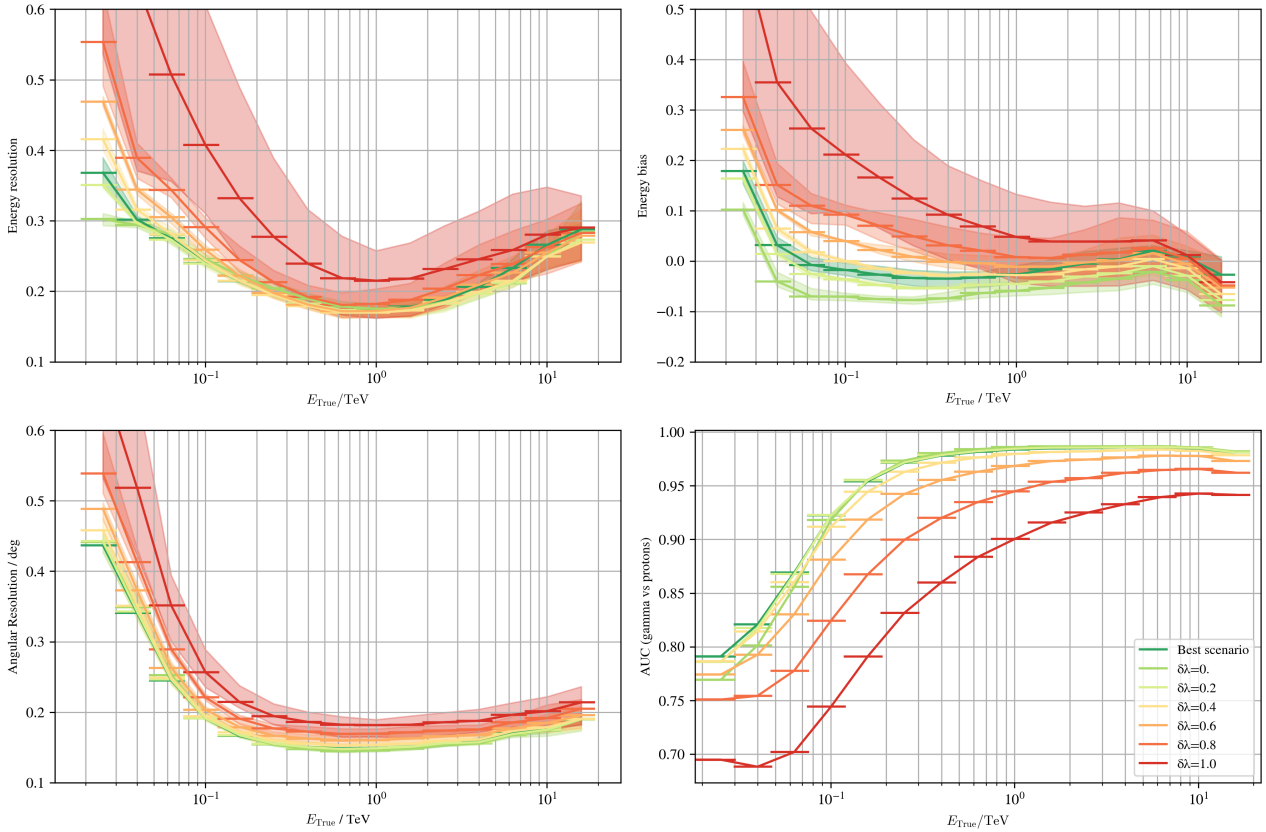 0.6
0.5
0.4
0.3
0.2
0.1
Energy resolution
10⁻¹
10⁰
10¹
E_True/TeV
0.5
0.4
0.3
0.2
0.1
0.0
−0.1
−0.2
Energy bias
10⁻¹
10⁰
10¹
E_True / TeV
0.6
0.5
0.4
0.3
0.2
0.1
Angular Resolution / deg
10⁻¹
10⁰
10¹
E_True / TeV
1.00
0.95
0.90
0.85
0.80
0.75
0.70
AUC (gamma vs protons)
Best scenario
δλ=0.
δλ=0.2
δλ=0.4
δλ=0.6
δλ=0.8
δλ=1.0
10⁻¹
10⁰
10¹
E_True/TeV